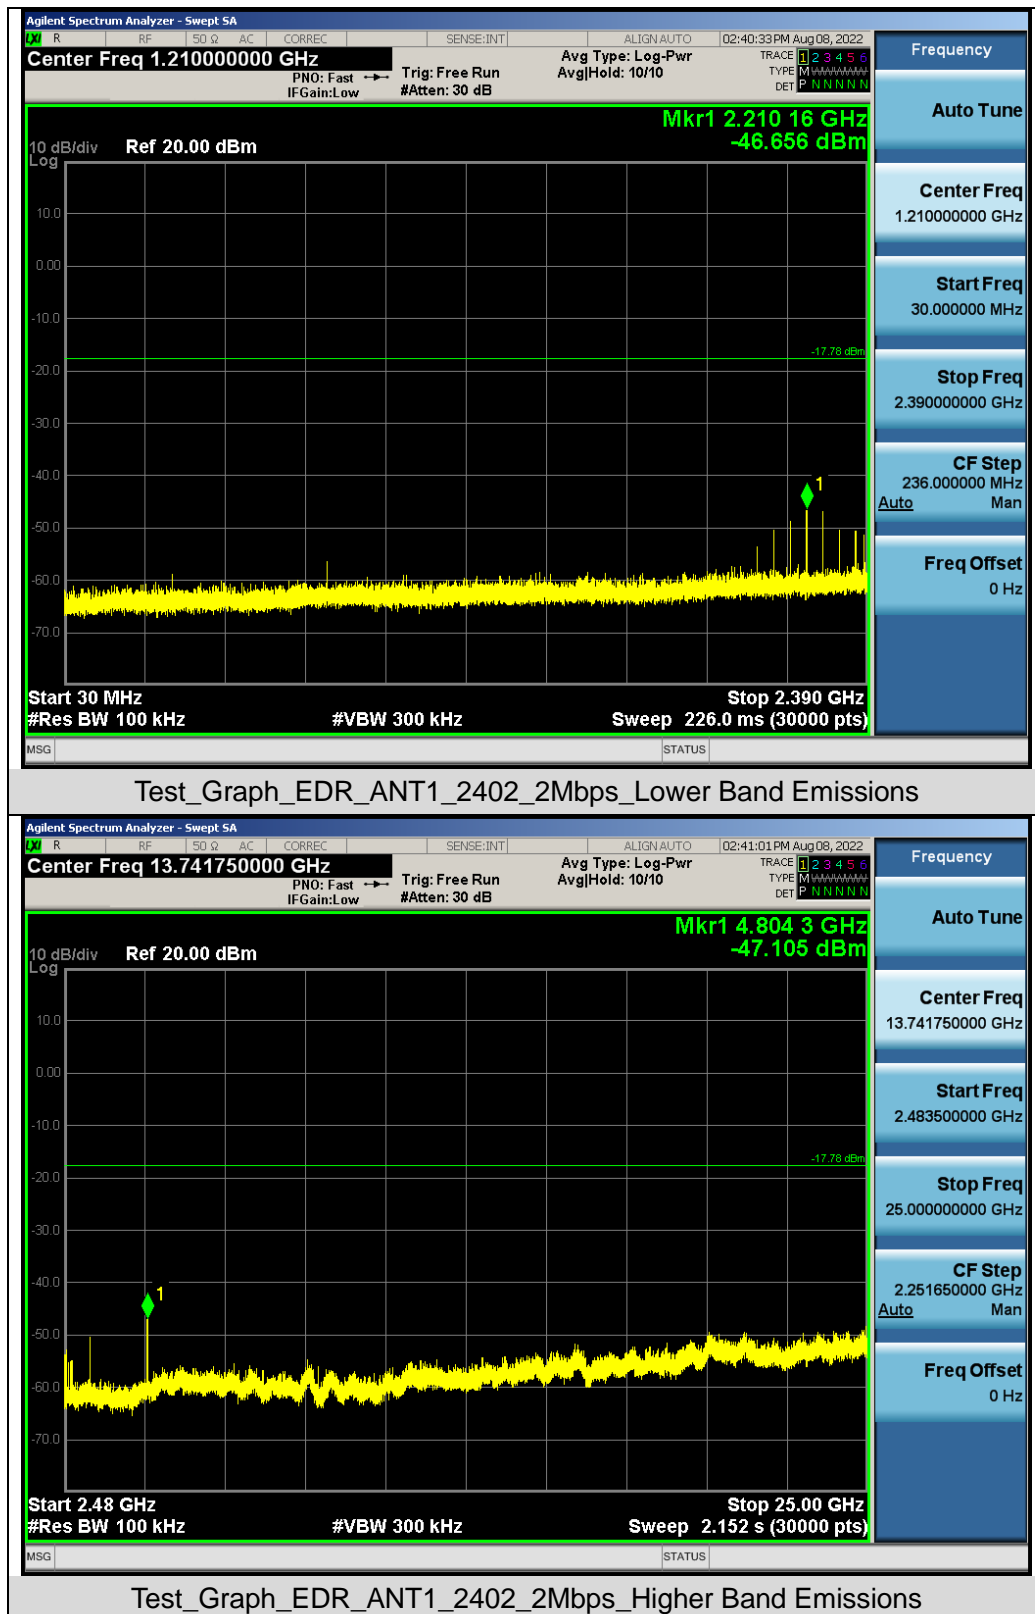 Agilent Spectrum Analyzer - Swept SA
LXI R RF 50 Ω AC CORREC SENSE:INT ALIGN AUTO 02:40:33 PM Aug 08, 2022
Center Freq 1.210000000 GHz
PNO: Fast
IFGain:Low
Trig: Free Run
#Atten: 30 dB
Avg Type: Log-Pwr
Avg|Hold: 10/10
TRACE 1 2 3 4 5 6
TYPE M WWWWW
DET P N N N N N
Mkr1 2.210 16 GHz
-46.656 dBm
10 dB/div Ref 20.00 dBm
Log
10.0
0.00
-10.0
-17.78 dBm
-20.0
-30.0
-40.0
1
-50.0
-60.0
-70.0
Start 30 MHz Stop 2.390 GHz
#Res BW 100 kHz #VBW 300 kHz Sweep 226.0 ms (30000 pts)
MSG STATUS
Frequency
Auto Tune
Center Freq
1.210000000 GHz
Start Freq
30.000000 MHz
Stop Freq
2.390000000 GHz
CF Step
236.000000 MHz
Auto Man
Freq Offset
0 Hz
Test_Graph_EDR_ANT1_2402_2Mbps_Lower Band Emissions
Agilent Spectrum Analyzer - Swept SA
LXI R RF 50 Ω AC CORREC SENSE:INT ALIGN AUTO 02:41:01 PM Aug 08, 2022
Center Freq 13.741750000 GHz
PNO: Fast
IFGain:Low
Trig: Free Run
#Atten: 30 dB
Avg Type: Log-Pwr
Avg|Hold: 10/10
TRACE 1 2 3 4 5 6
TYPE M WWWWW
DET P N N N N N
Mkr1 4.804 3 GHz
-47.105 dBm
10 dB/div Ref 20.00 dBm
Log
10.0
0.00
-10.0
-17.78 dBm
-20.0
-30.0
-40.0
1
-50.0
-60.0
-70.0
Start 2.48 GHz Stop 25.00 GHz
#Res BW 100 kHz #VBW 300 kHz Sweep 2.152 s (30000 pts)
MSG STATUS
Frequency
Auto Tune
Center Freq
13.741750000 GHz
Start Freq
2.483500000 GHz
Stop Freq
25.000000000 GHz
CF Step
2.251650000 GHz
Auto Man
Freq Offset
0 Hz
Test_Graph_EDR_ANT1_2402_2Mbps_Higher Band Emissions